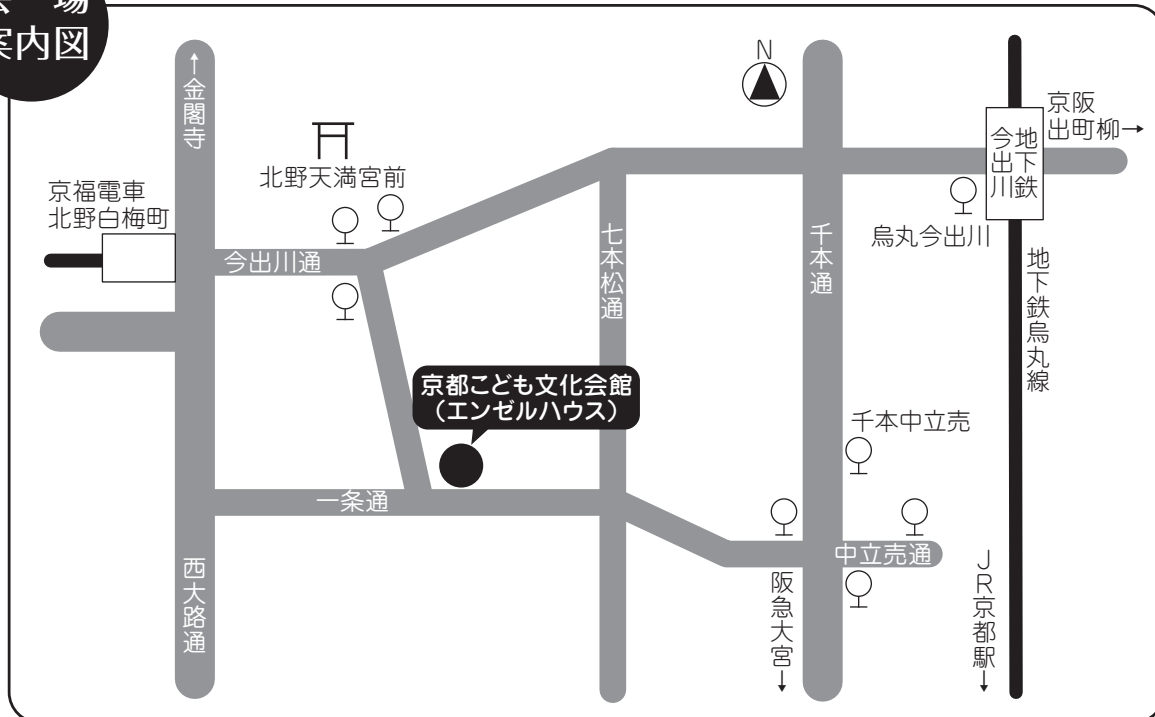 会 場
案内図
←金閣寺
N
京阪
出町柳→
地下鉄
今出川
北野天満宮前
京福電車
北野白梅町
烏丸今出川
今出川通
七本松通
千本通
地下鉄烏丸線
京都こども文化会館
（エンゼルハウス）
千本中立売
一条通
中立売通
西大路通
阪急大宮→
JR京都駅→